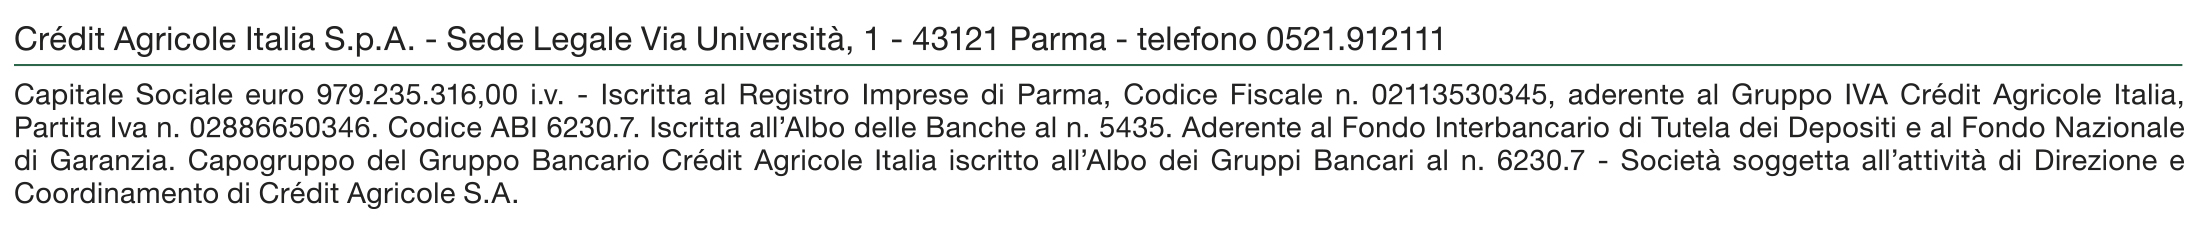 Crédit Agricole Italia S.p.A. - Sede Legale Via Università, 1 - 43121 Parma - telefono 0521.912111
Capitale Sociale euro 979.235.316,00 i.v. - Iscritta al Registro Imprese di Parma, Codice Fiscale n. 02113530345, aderente al Gruppo IVA Crédit Agricole Italia,
Partita Iva n. 02886650346. Codice ABI 6230.7. Iscritta all’Albo delle Banche al n. 5435. Aderente al Fondo Interbancario di Tutela dei Depositi e al Fondo Nazionale
di Garanzia. Capogruppo del Gruppo Bancario Crédit Agricole Italia iscritto all’Albo dei Gruppi Bancari al n. 6230.7 - Società soggetta all’attività di Direzione e
Coordinamento di Crédit Agricole S.A.